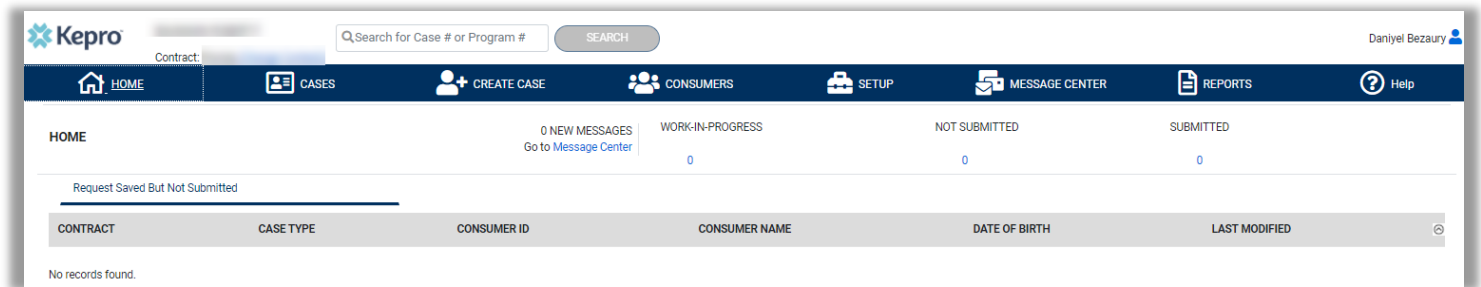 Kepro
Search for Case # or Program #
SEARCH
Daniyel Bezaury
Contract:
HOME
CASES
CREATE CASE
CONSUMERS
SETUP
MESSAGE CENTER
REPORTS
Help
HOME
0 NEW MESSAGES
Go to Message Center
WORK-IN-PROGRESS
0
NOT SUBMITTED
0
SUBMITTED
0
Request Saved But Not Submitted
CONTRACT CASE TYPE CONSUMER ID CONSUMER NAME DATE OF BIRTH LAST MODIFIED
No records found.